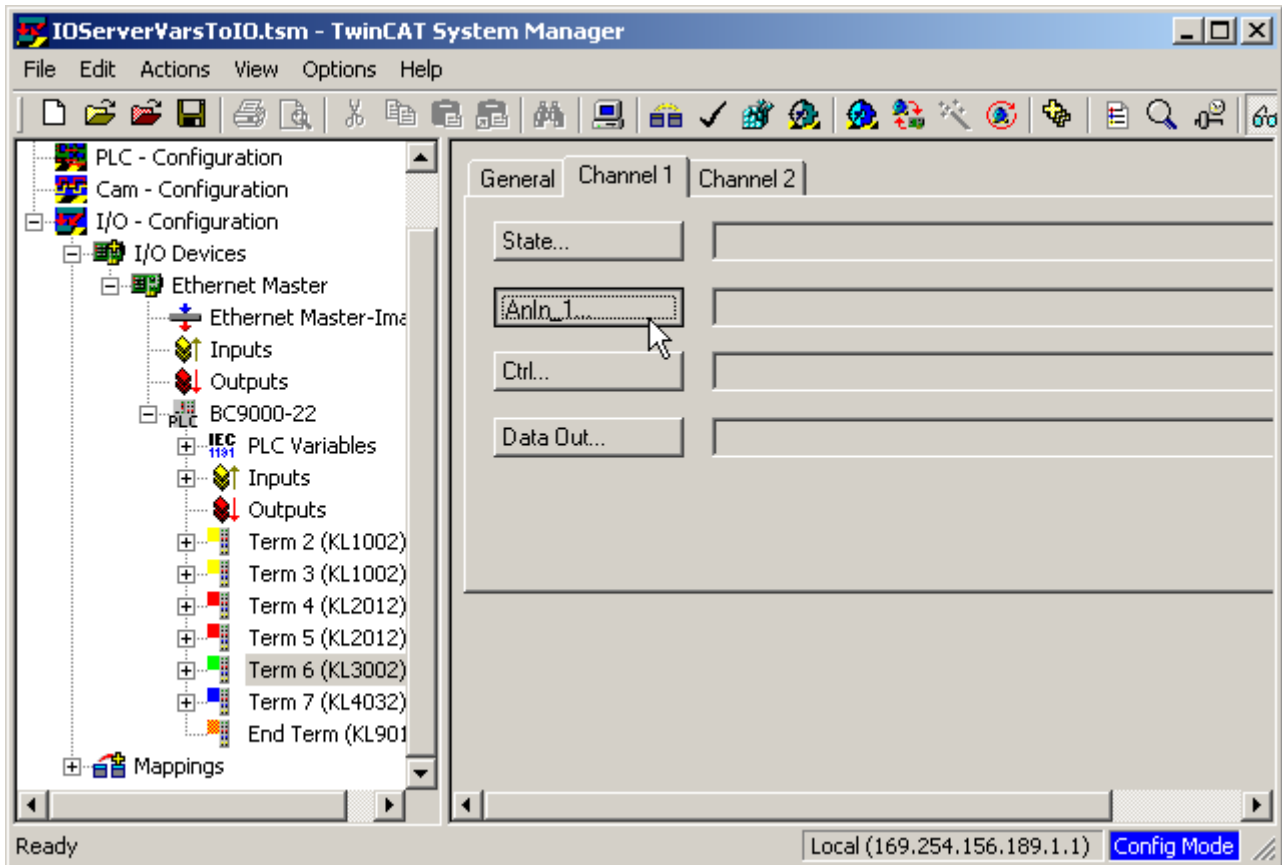 IOServerVarsToIO.tsm - TwinCAT System Manager
File Edit Actions View Options Help
PLC - Configuration
Cam - Configuration
I/O - Configuration
I/O Devices
Ethernet Master
Ethernet Master-Ima
Inputs
Outputs
PLC
BC9000-22
IEC 1131
PLC Variables
Inputs
Outputs
Term 2 (KL1002)
Term 3 (KL1002)
Term 4 (KL2012)
Term 5 (KL2012)
Term 6 (KL3002)
Term 7 (KL4032)
End Term (KL901
Mappings
General Channel 1 Channel 2
State...
AnIn_1...
Ctrl...
Data Out...
Ready
Local (169.254.156.189.1.1) Config Mode